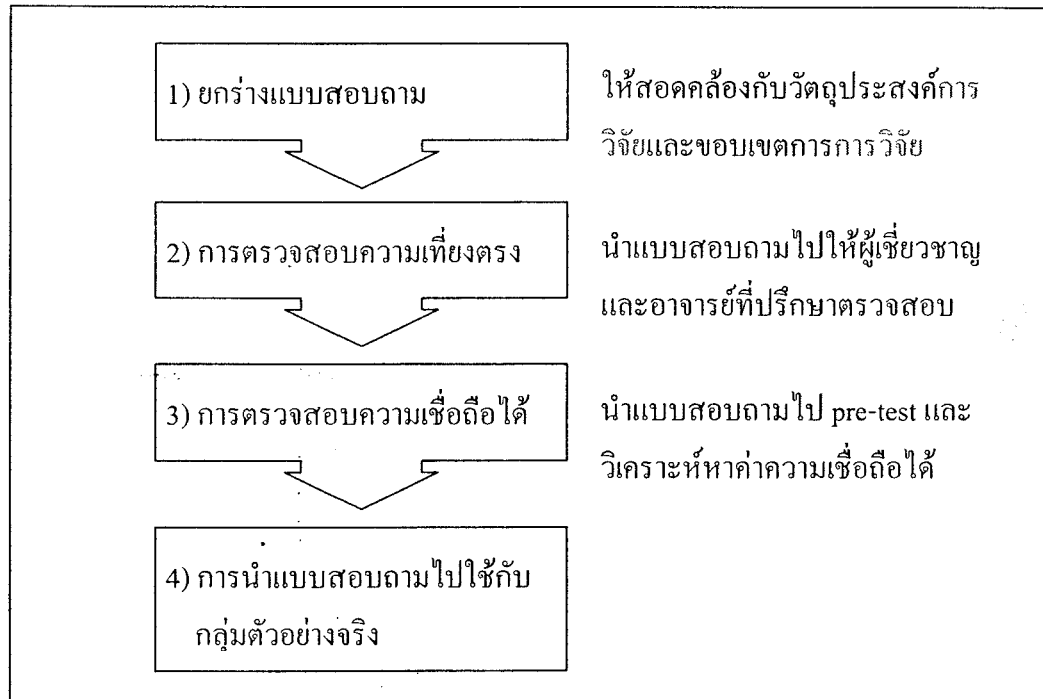 1) ยกร่างแบบสอบถาม
ให้สอดคล้องกับวัตถุประสงค์การ
วิจัยและขอบเขตการการวิจัย
2) การตรวจสอบความเที่ยงตรง
นำแบบสอบถามไปให้ผู้เชี่ยวชาญ
และอาจารย์ที่ปรึกษาตรวจสอบ
3) การตรวจสอบความเชื่อถือได้
นำแบบสอบถามไป pre-test และ
วิเคราะห์หาค่าความเชื่อถือได้
4) การนำแบบสอบถามไปใช้กับ
กลุ่มตัวอย่างจริง